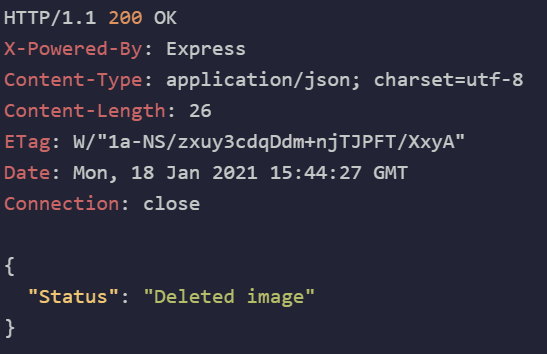 HTTP/1.1 200 OK
X-Powered-By: Express
Content-Type: application/json; charset=utf-8
Content-Length: 26
ETag: W/"1a-NS/zxuy3cdqDdm+njTJPFT/XxyA"
Date: Mon, 18 Jan 2021 15:44:27 GMT
Connection: close

{
  "Status": "Deleted image"
}